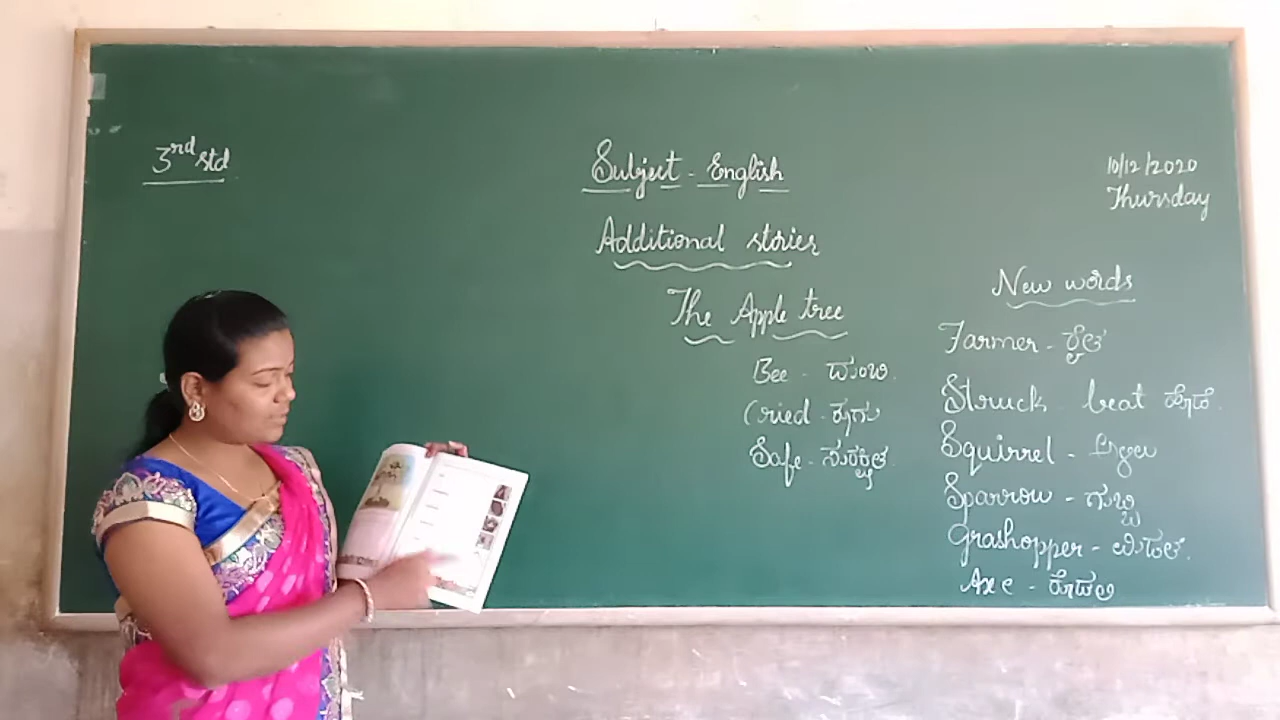 3rd std
Subject - English
10/12/2020
Thursday
Additional stories
The Apple tree
Bee - ದುಂಬಿ
Cried - ಕೂಗು
Safe - ಸುರಕ್ಷಿತ
New words
Farmer - ರೈತ
Struck beat ಹೊಡೆ
Squirrel - ಅಳಿಲು
Sparrow - ಗುಬ್ಬಿ
Grashopper - ಮಿಡತೆ
Axe - ಕೊಡಲಿ